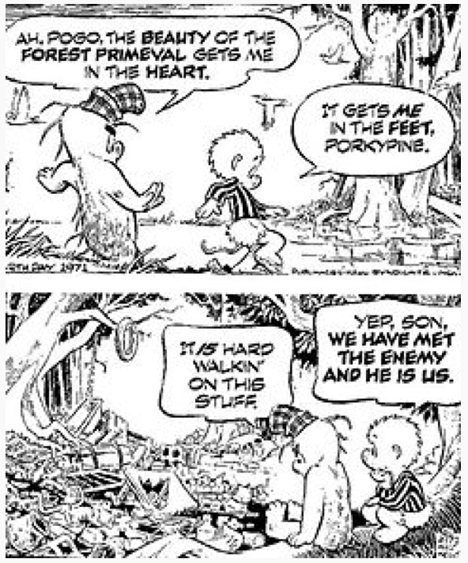 AH, POGO, THE BEAUTY OF THE
FOREST PRIMEVAL GETS ME
IN THE HEART.
IT GETS ME
IN THE FEET,
PORKYPINE.
1971
IT IS HARD
WALKIN'
ON THIS
STUFF.
YEP, SON,
WE HAVE MET
THE ENEMY
AND HE IS US.